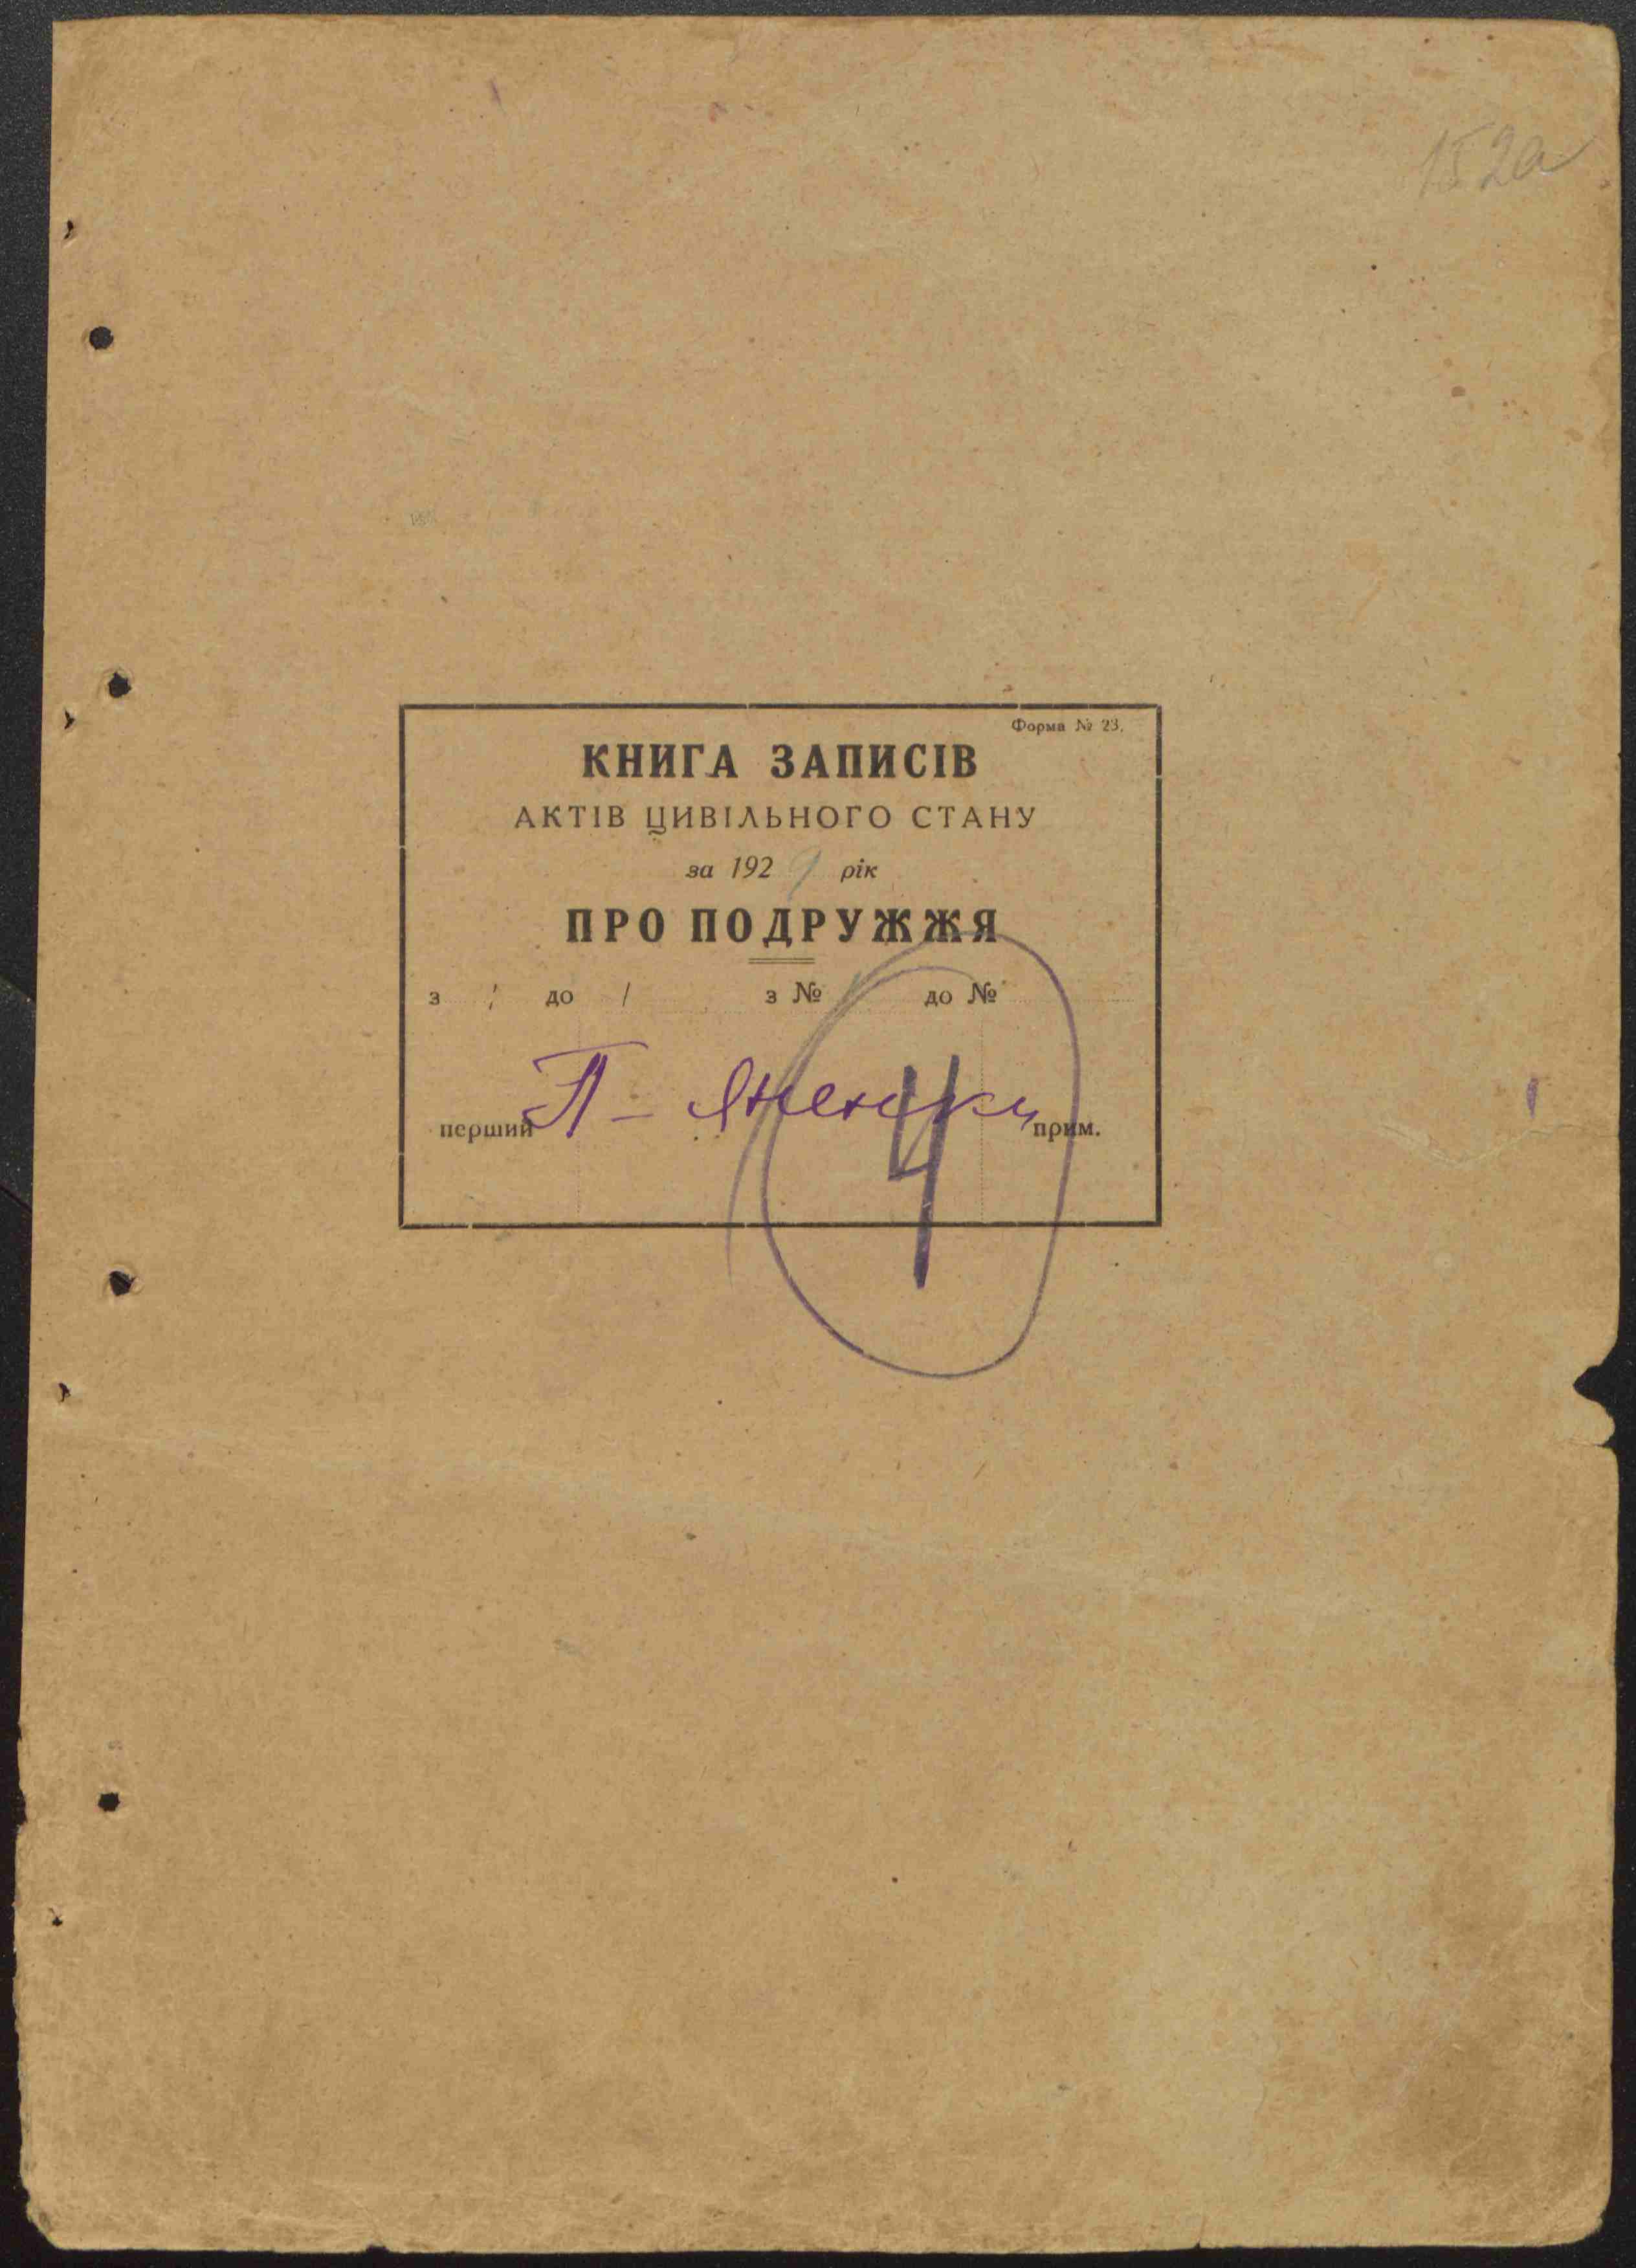 152а
Форма № 23.
КНИГА ЗАПИСІВ
АКТІВ ЦИВІЛЬНОГО СТАНУ
за 1929 рік
ПРО ПОДРУЖЖЯ
з до з № до №
перший П- прим.
4